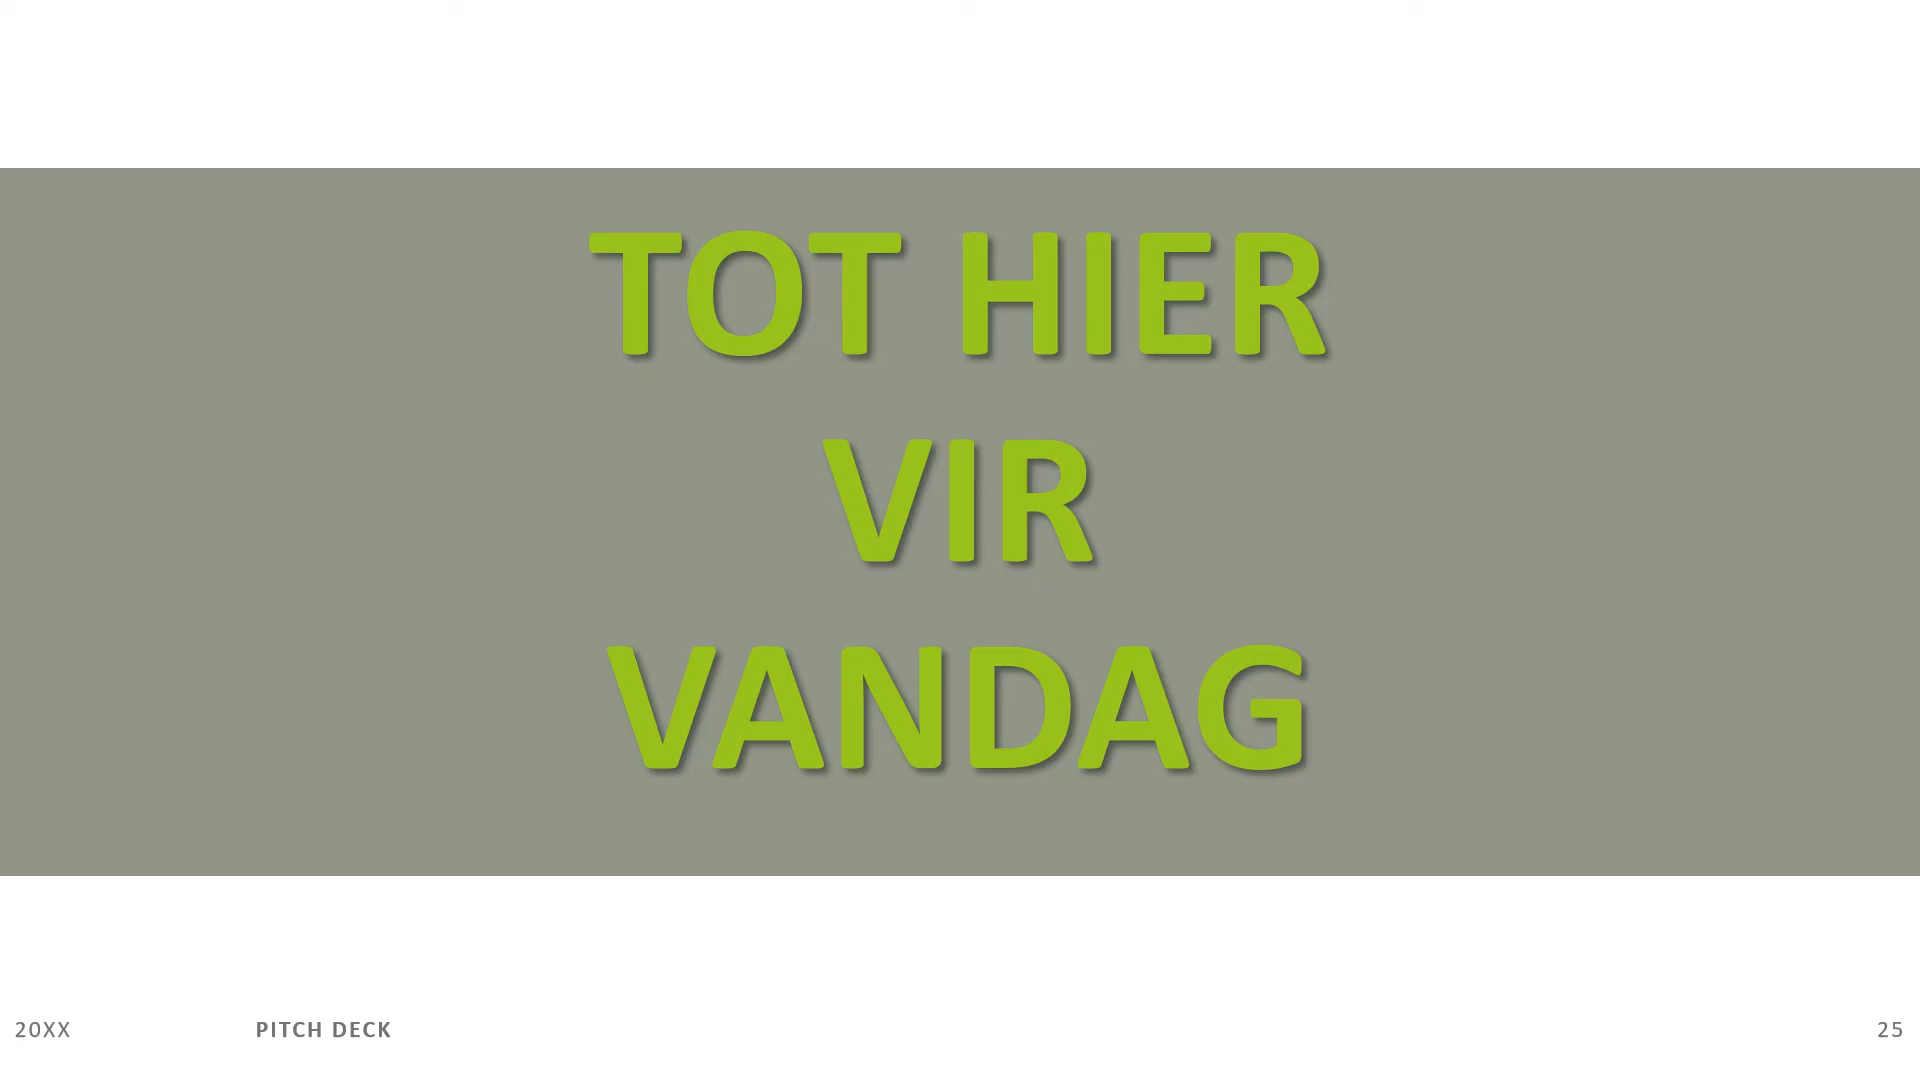 TOT HIER
VIR
VANDAG
20XX
PITCH DECK
25